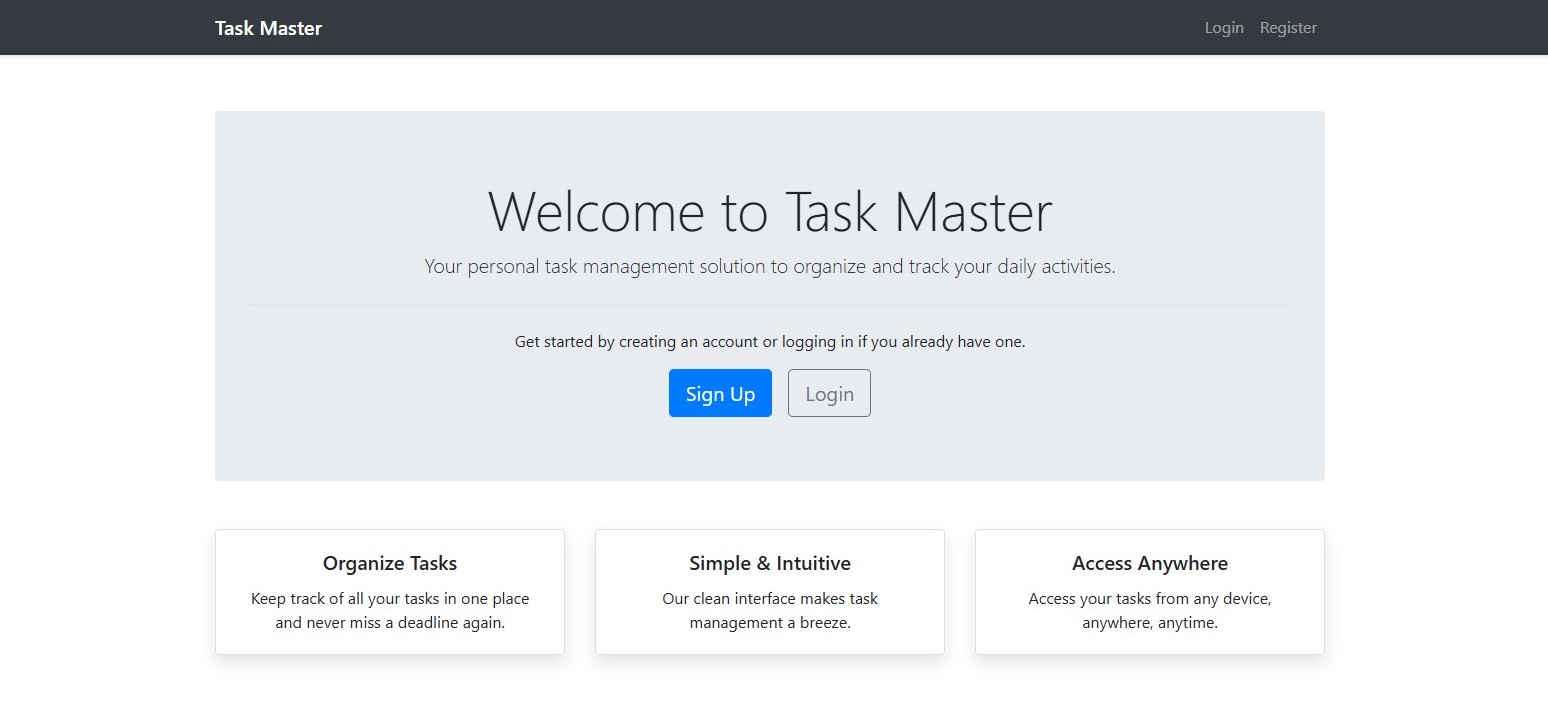 Task Master
Login Register
Welcome to Task Master
Your personal task management solution to organize and track your daily activities.
Get started by creating an account or logging in if you already have one.
Sign Up Login
Organize Tasks
Keep track of all your tasks in one place
and never miss a deadline again.
Simple & Intuitive
Our clean interface makes task
management a breeze.
Access Anywhere
Access your tasks from any device,
anywhere, anytime.